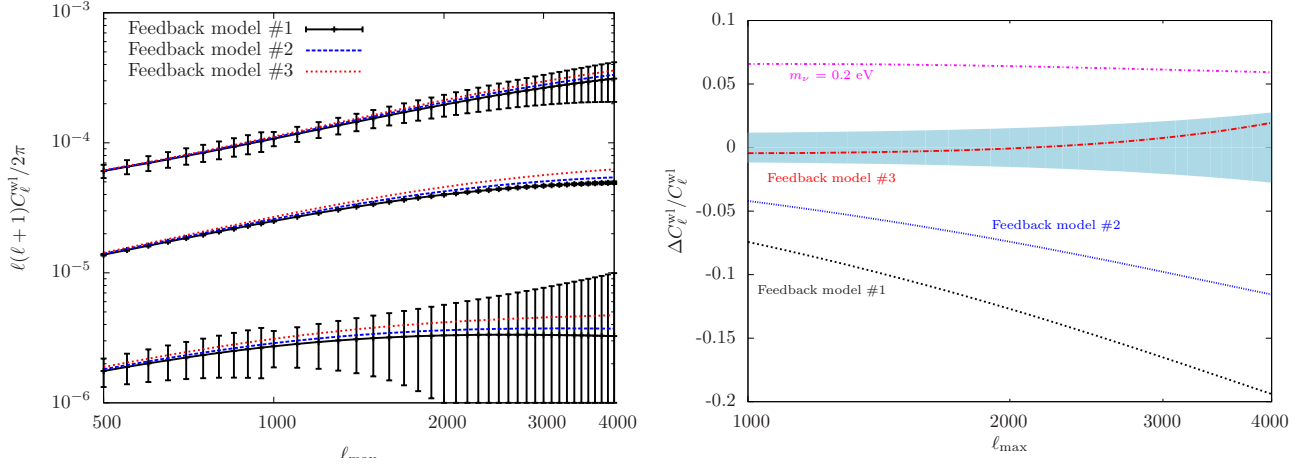 10⁻³
10⁻⁴
10⁻⁵
10⁻⁶
ℓ(ℓ + 1)C_ℓ^wl/2π
Feedback model #1
Feedback model #2
Feedback model #3
500
1000
2000
3000
4000
ℓmax
0.1
0.05
0
-0.05
-0.1
-0.15
-0.2
ΔC_ℓ^wl/C_ℓ^wl
mν = 0.2 eV
Feedback model #3
Feedback model #2
Feedback model #1
1000
2000
3000
4000
ℓmax